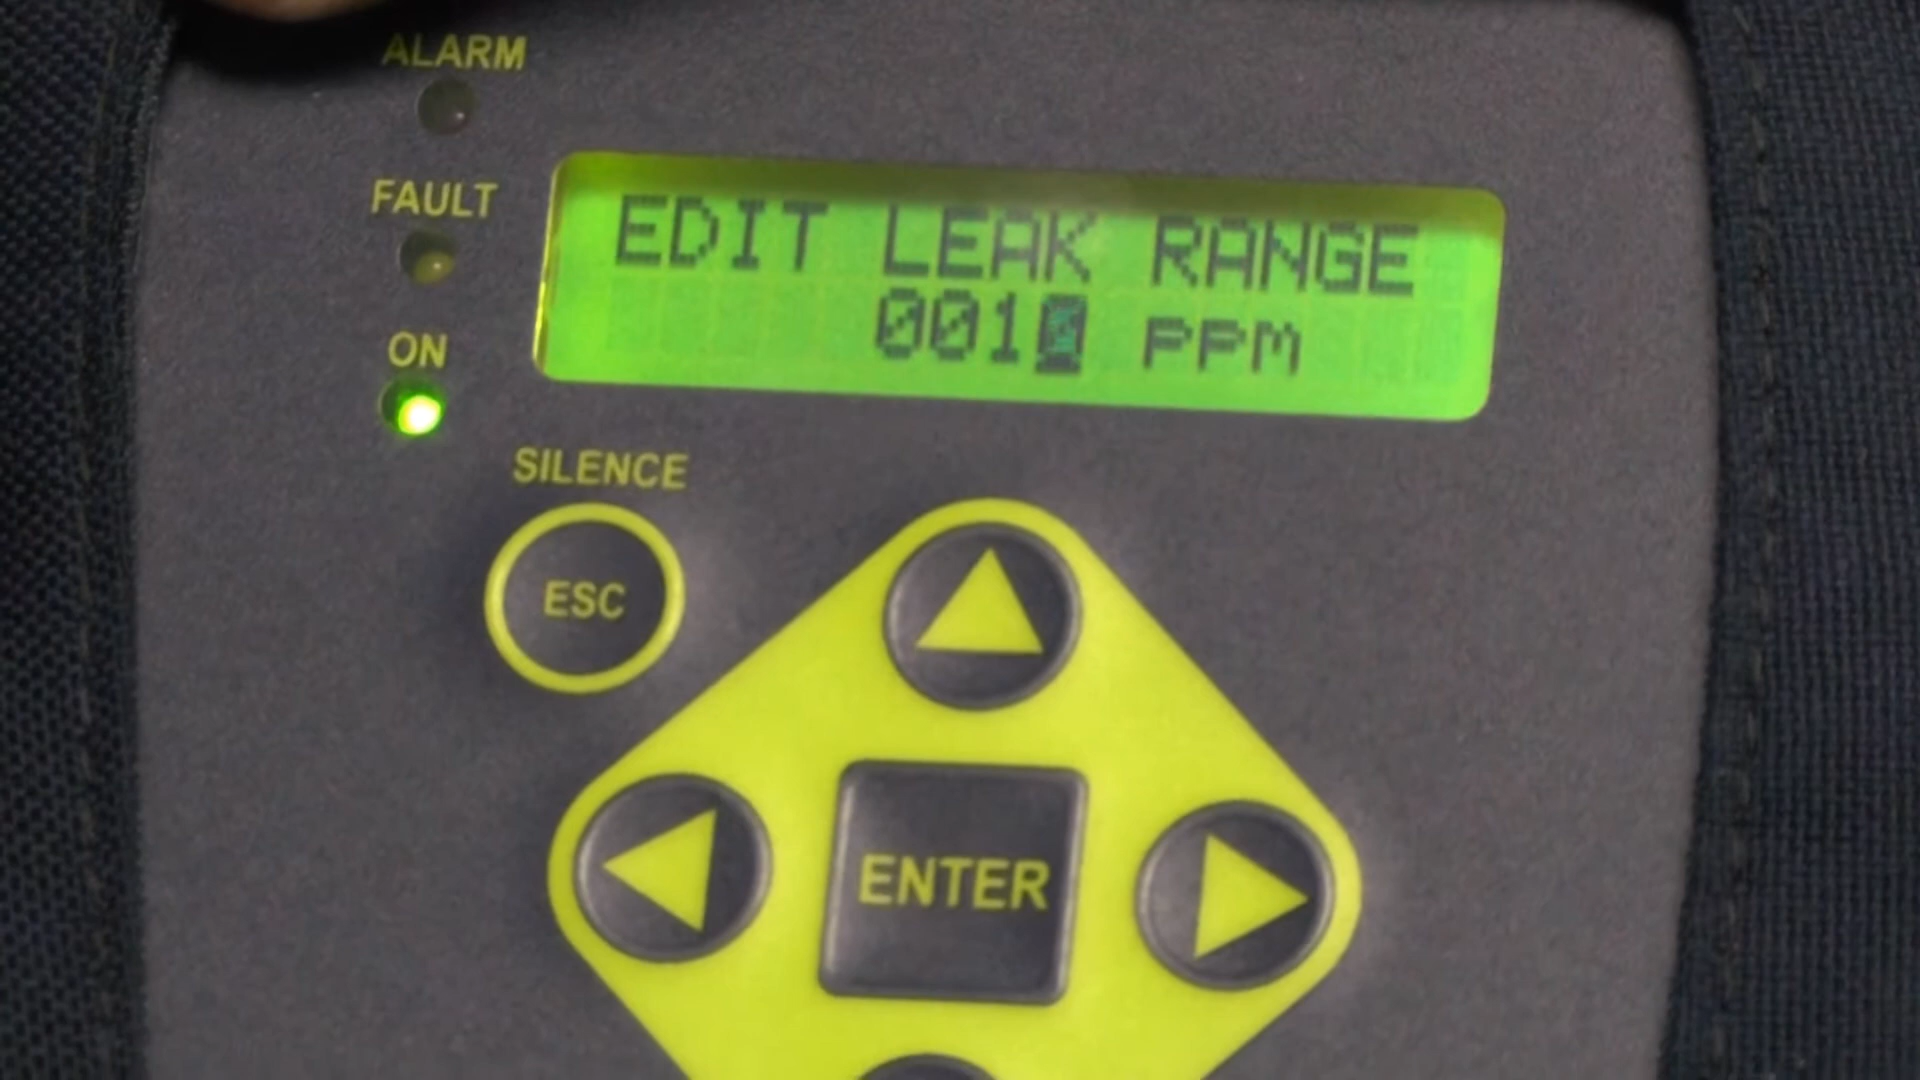 ALARM
FAULT
EDIT LEAK RANGE
0010 PPM
ON
SILENCE
ESC
ENTER